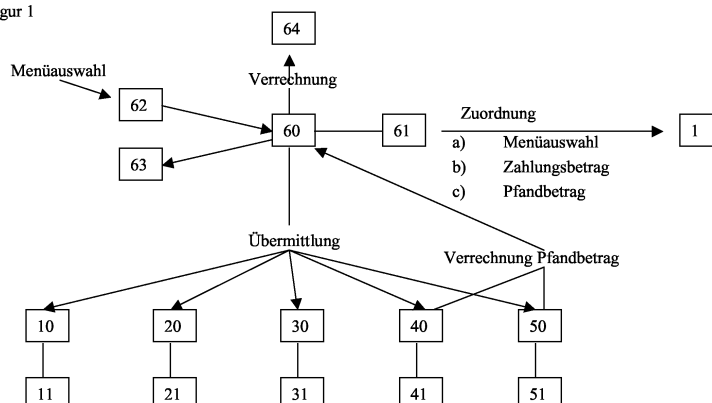 gur 1
64
Menüauswahl
Verrechnung
62
60
61
Zuordnung
1
a) Menüauswahl
63
b) Zahlungsbetrag
c) Pfandbetrag
Übermittlung
Verrechnung Pfandbetrag
10 20 30 40 50
11 21 31 41 51